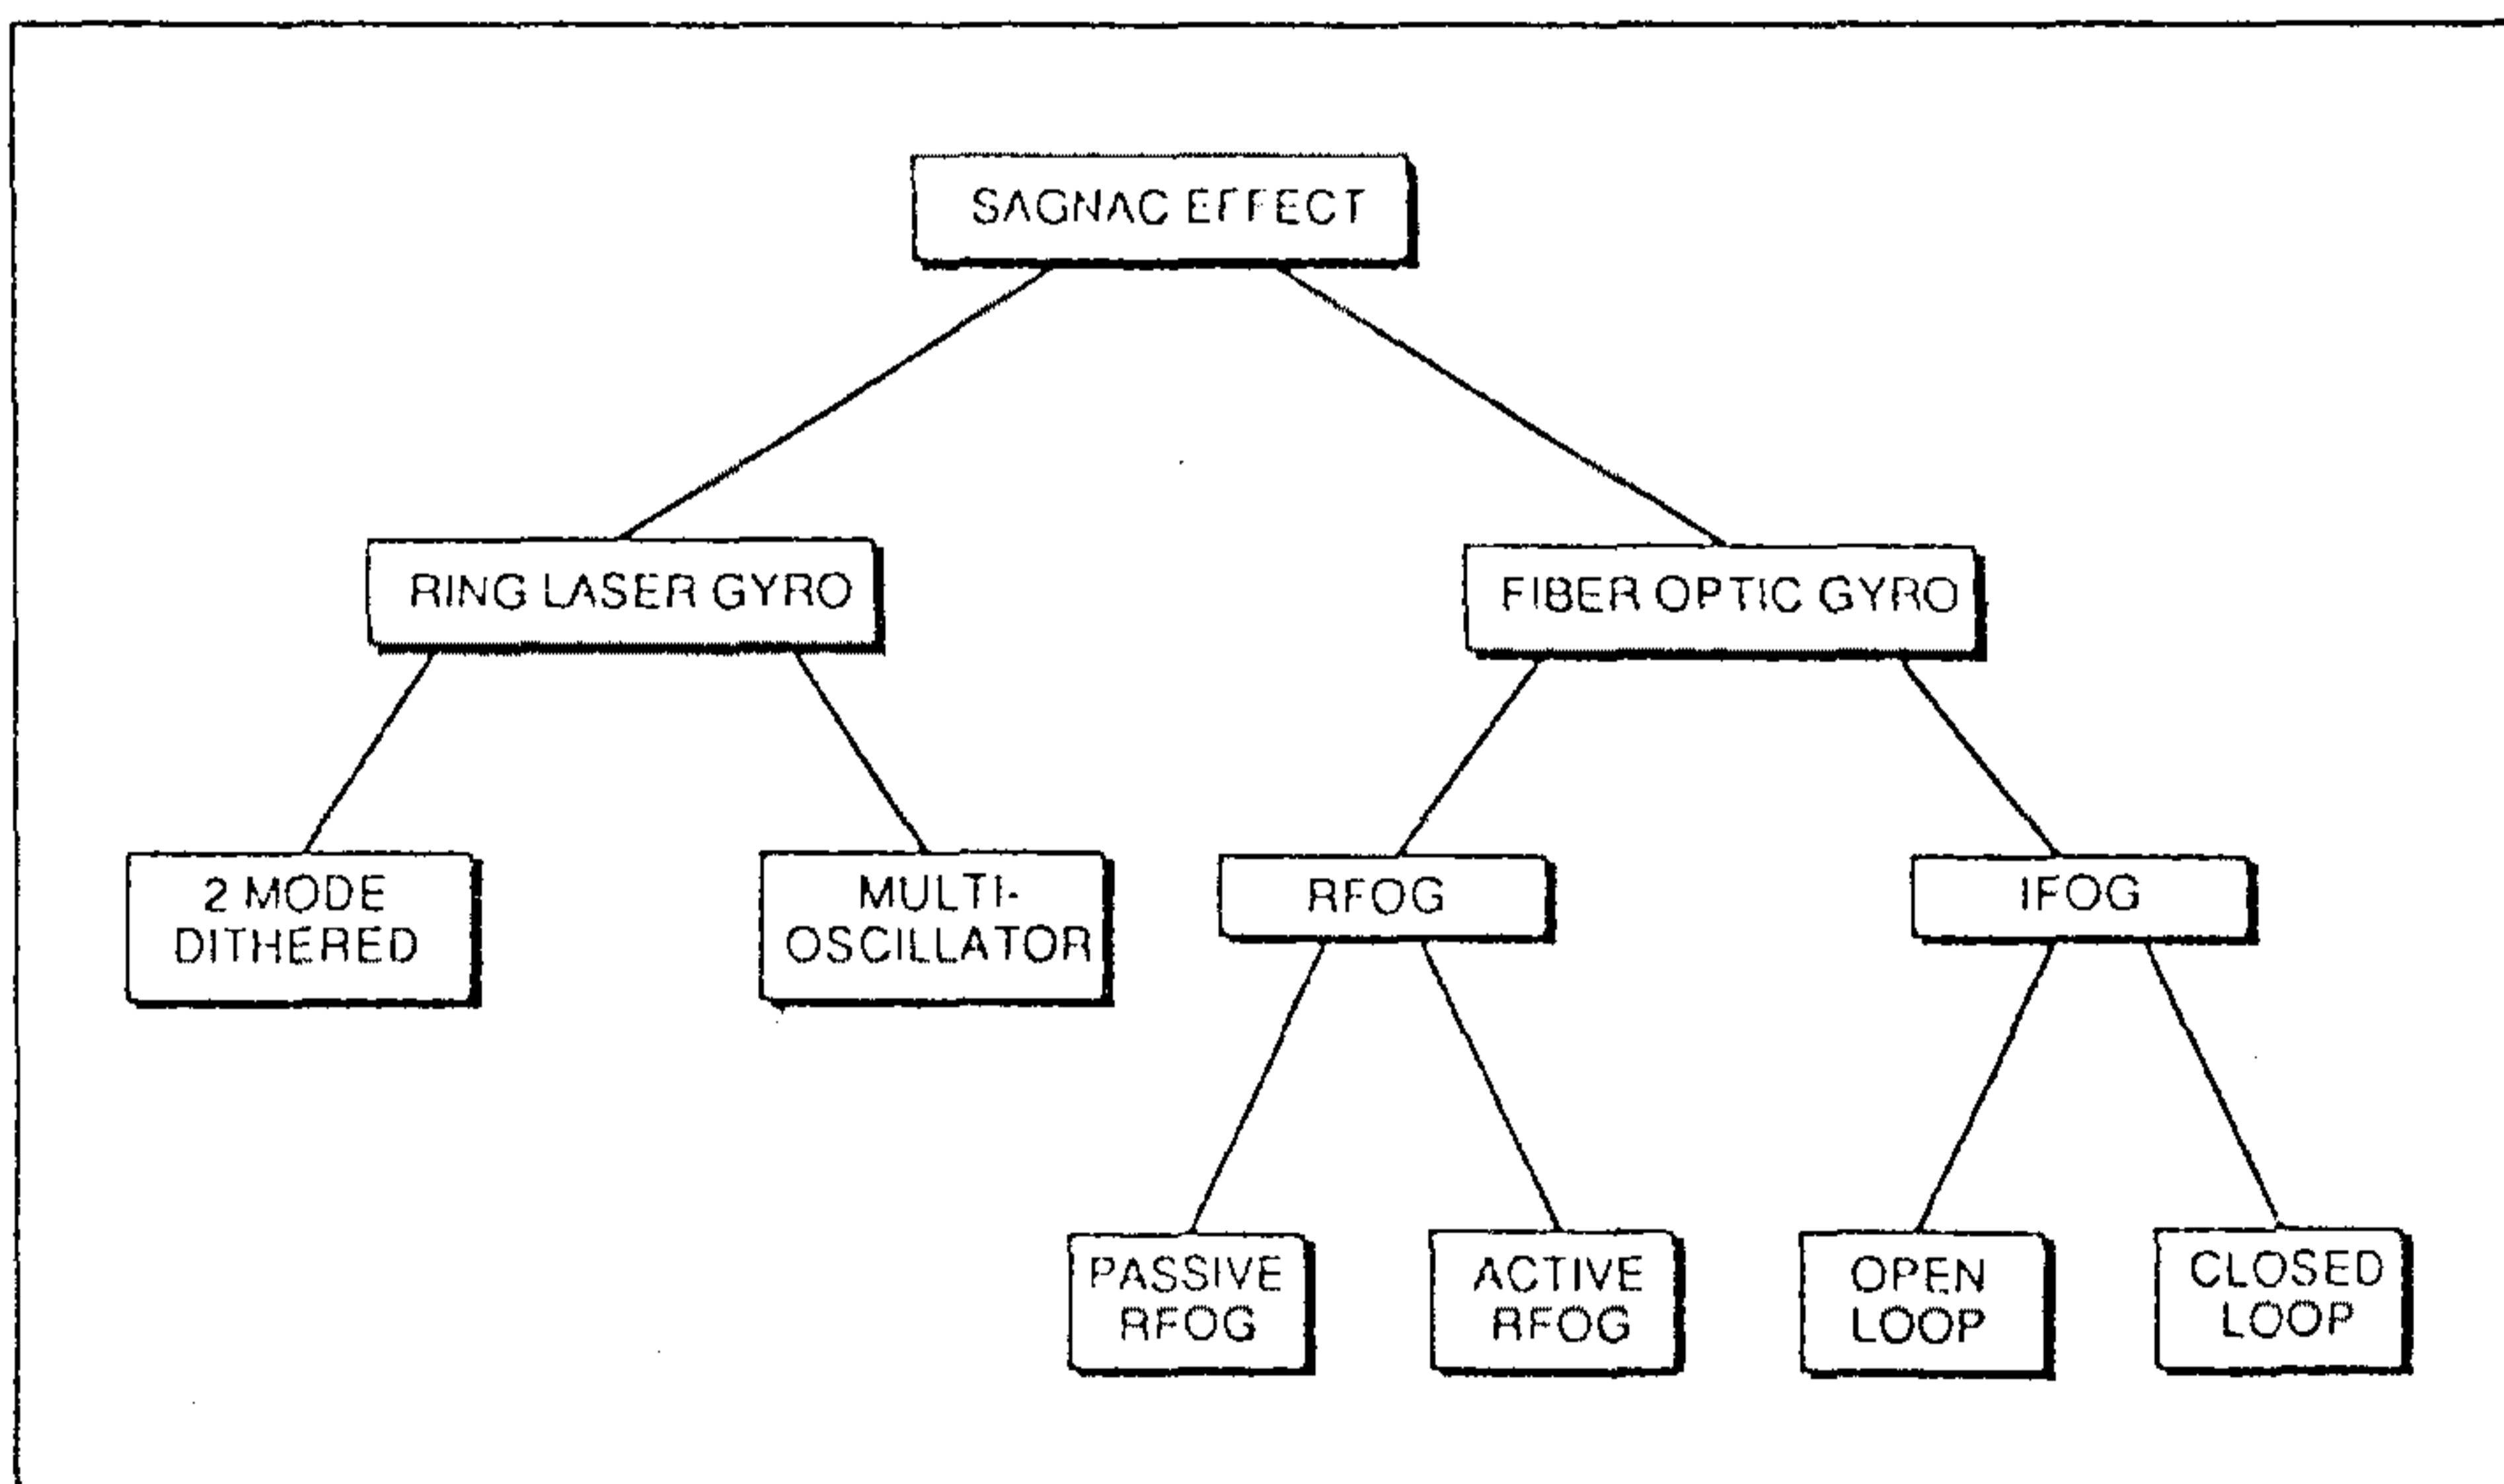 SAGNAC EFFECT
RING LASER GYRO
FIBER OPTIC GYRO
2 MODE
DITHERED
MULTI-
OSCILLATOR
RFOG
IFOG
PASSIVE
RFOG
ACTIVE
RFOG
OPEN
LOOP
CLOSED
LOOP